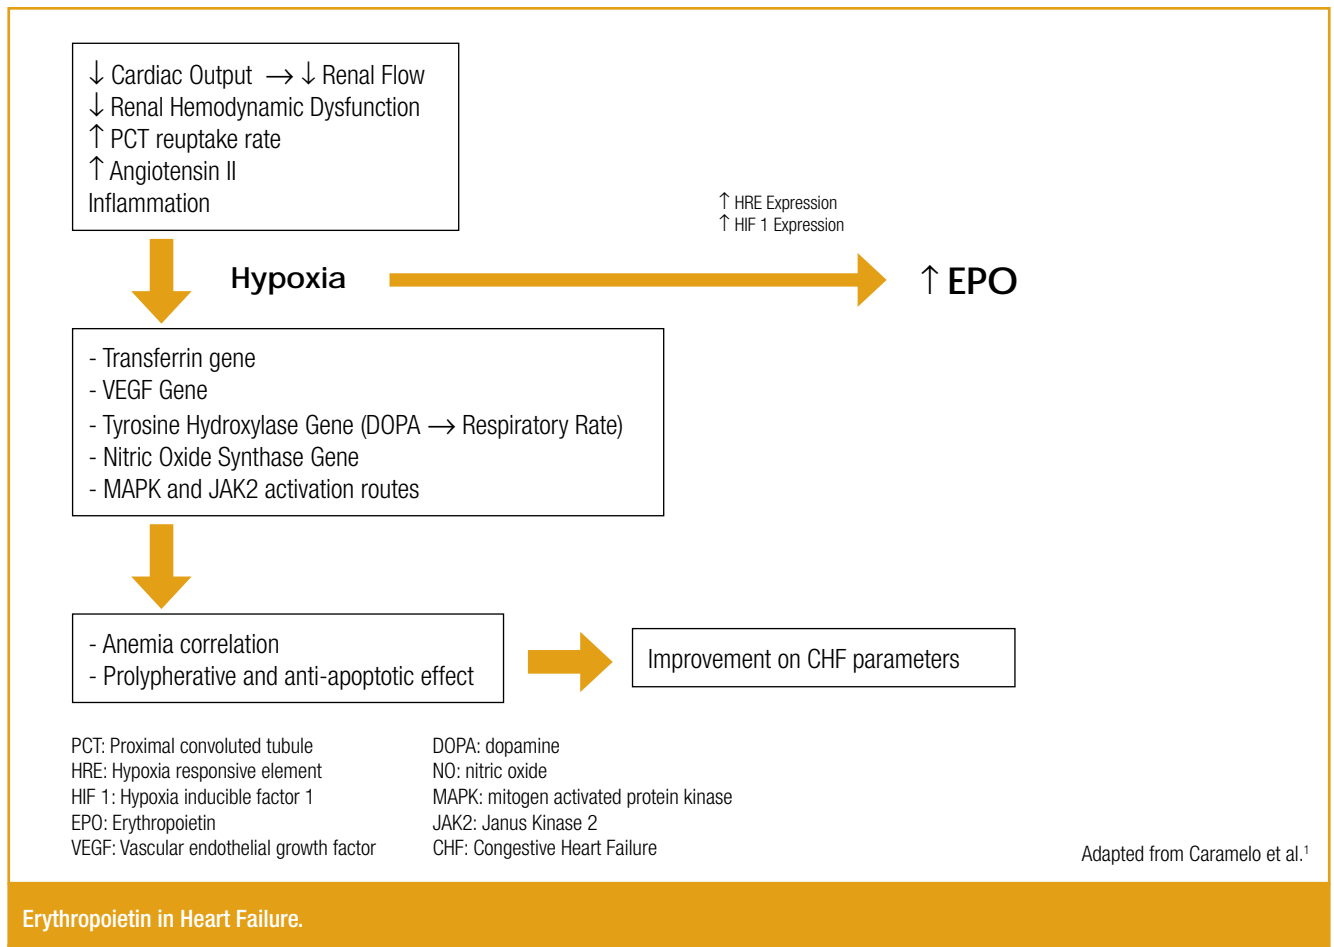 ↓ Cardiac Output → ↓ Renal Flow
↓ Renal Hemodynamic Dysfunction
↑ PCT reuptake rate
↑ Angiotensin II
Inflammation
↑ HRE Expression
↑ HIF 1 Expression
Hypoxia
↑ EPO
- Transferrin gene
- VEGF Gene
- Tyrosine Hydroxylase Gene (DOPA → Respiratory Rate)
- Nitric Oxide Synthase Gene
- MAPK and JAK2 activation routes
- Anemia correlation
- Prolypherative and anti-apoptotic effect
Improvement on CHF parameters
PCT: Proximal convoluted tubule
HRE: Hypoxia responsive element
HIF 1: Hypoxia inducible factor 1
EPO: Erythropoietin
VEGF: Vascular endothelial growth factor
DOPA: dopamine
NO: nitric oxide
MAPK: mitogen activated protein kinase
JAK2: Janus Kinase 2
CHF: Congestive Heart Failure
Adapted from Caramelo et al.¹
Erythropoietin in Heart Failure.